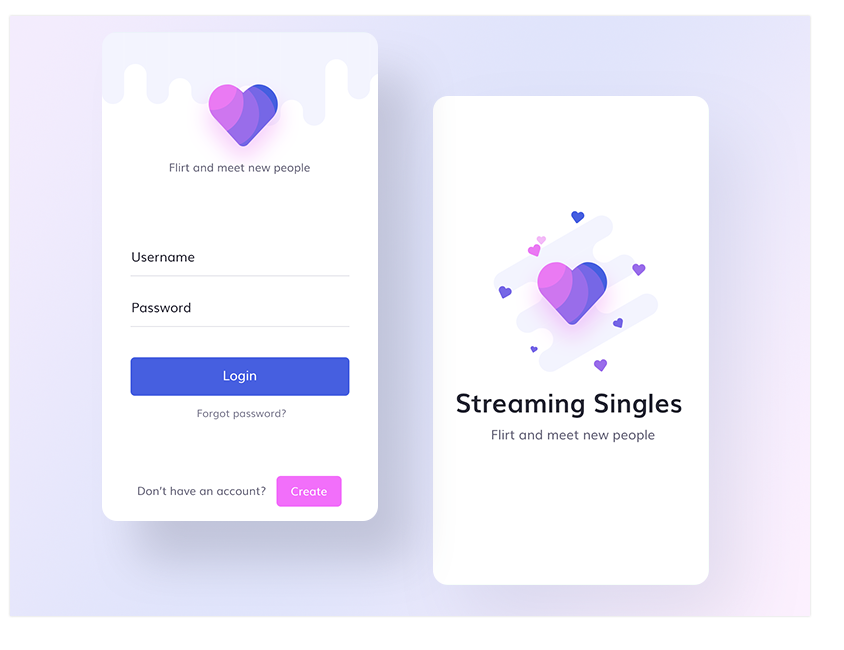 Flirt and meet new people
Username
Password
Login
Forgot password?
Don't have an account? Create
Streaming Singles
Flirt and meet new people